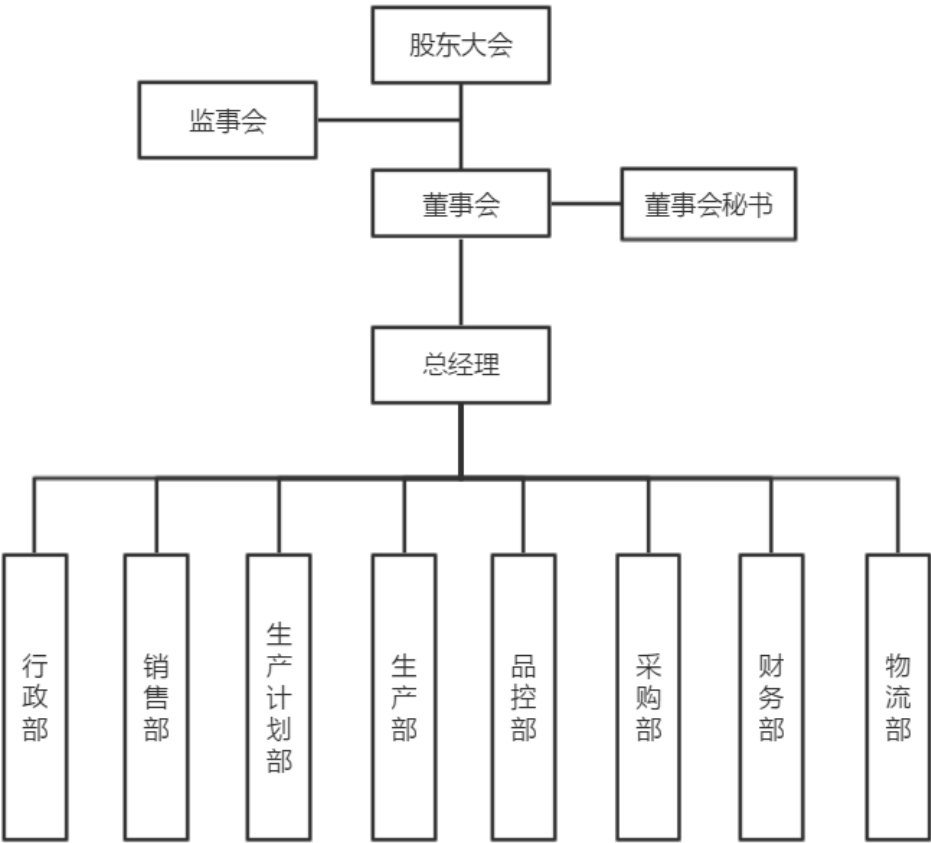 股东大会
监事会
董事会
董事会秘书
总经理
行政部
销售部
生产计划部
生产部
品控部
采购部
财务部
物流部